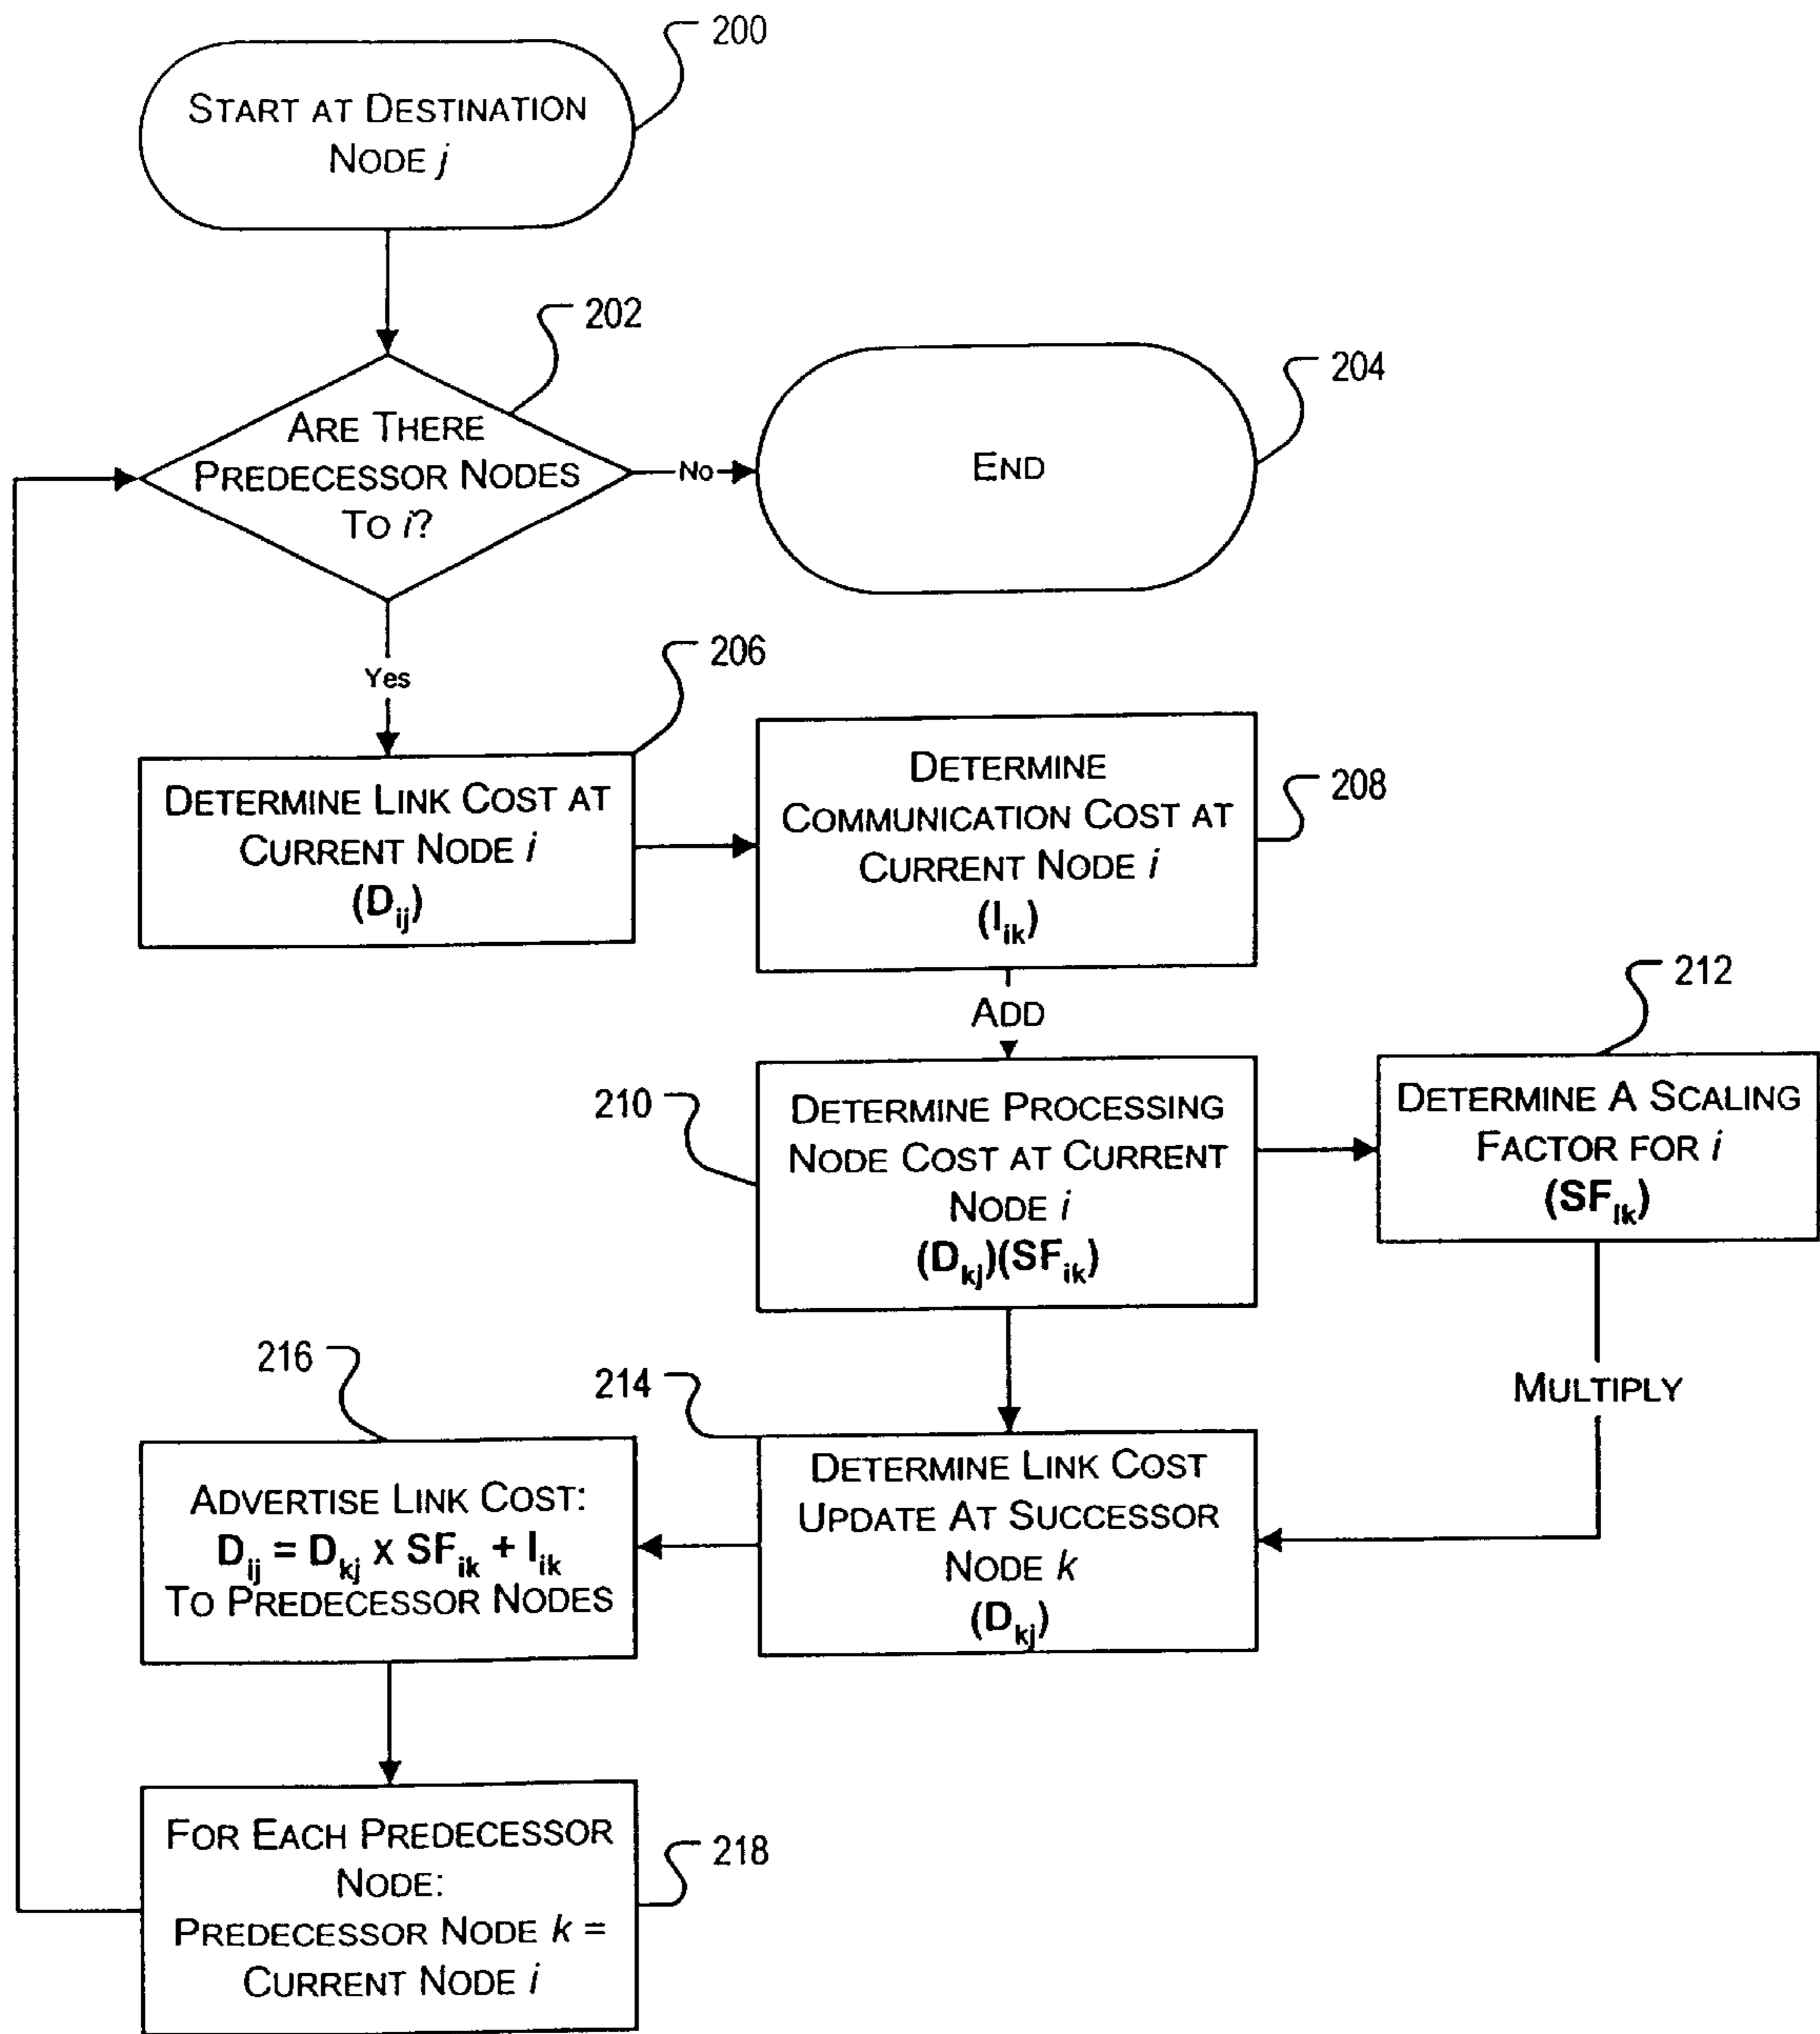 200
START AT DESTINATION
NODE j
202
ARE THERE
PREDECESSOR NODES
TO i?
No
204
END
Yes
206
DETERMINE LINK COST AT
CURRENT NODE i
(Dij)
DETERMINE
COMMUNICATION COST AT
CURRENT NODE i
(Iik)
208
ADD
210
DETERMINE PROCESSING
NODE COST AT CURRENT
NODE i
(Dkj)(SFik)
212
DETERMINE A SCALING
FACTOR FOR i
(SFik)
MULTIPLY
214
DETERMINE LINK COST
UPDATE AT SUCCESSOR
NODE k
(Dkj)
216
ADVERTISE LINK COST:
Dij = Dkj x SFik + Iik
TO PREDECESSOR NODES
FOR EACH PREDECESSOR
NODE:
PREDECESSOR NODE k =
CURRENT NODE i
218